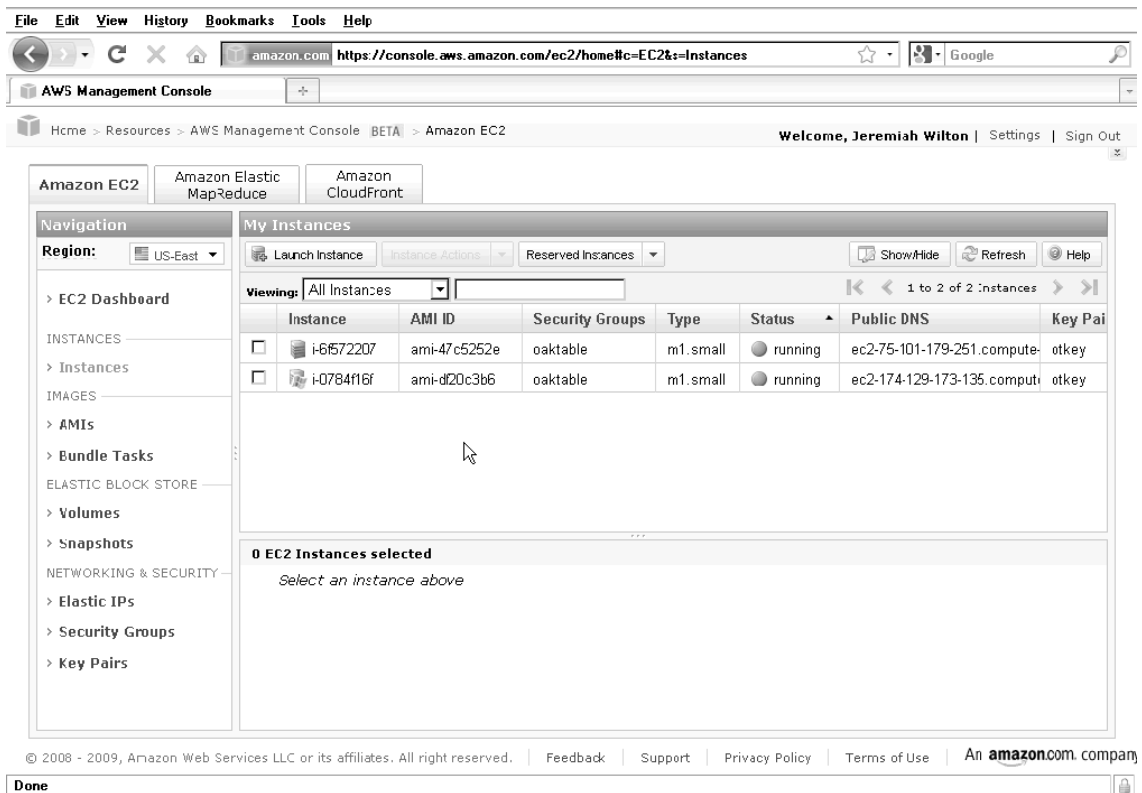 File Edit View History Bookmarks Tools Help
amazon.com https://console.aws.amazon.com/ec2/home#c=EC2&s=Instances
Google
AWS Management Console
Home > Resources > AWS Management Console BETA > Amazon EC2
Welcome, Jeremiah Wilton | Settings | Sign Out
Amazon EC2
Amazon Elastic
MapReduce
Amazon
CloudFront
Navigation
Region: US-East
> EC2 Dashboard
INSTANCES
> Instances
IMAGES
> AMIs
> Bundle Tasks
ELASTIC BLOCK STORE
> Volumes
> Snapshots
NETWORKING & SECURITY
> Elastic IPs
> Security Groups
> Key Pairs
My Instances
Launch Instance Instance Actions Reserved Instances Show/Hide Refresh Help
Viewing: All Instances 1 to 2 of 2 Instances
Instance AMI ID Security Groups Type Status Public DNS Key Pai
i-6f572207 ami-47c5252e oaktable m1.small running ec2-75-101-179-251.compute- otkey
i-0784f16f ami-df20c3b6 oaktable m1.small running ec2-174-129-173-135.compute otkey
0 EC2 Instances selected
Select an instance above
© 2008 - 2009, Amazon Web Services LLC or its affiliates. All right reserved. Feedback Support Privacy Policy Terms of Use An amazon.com. company
Done